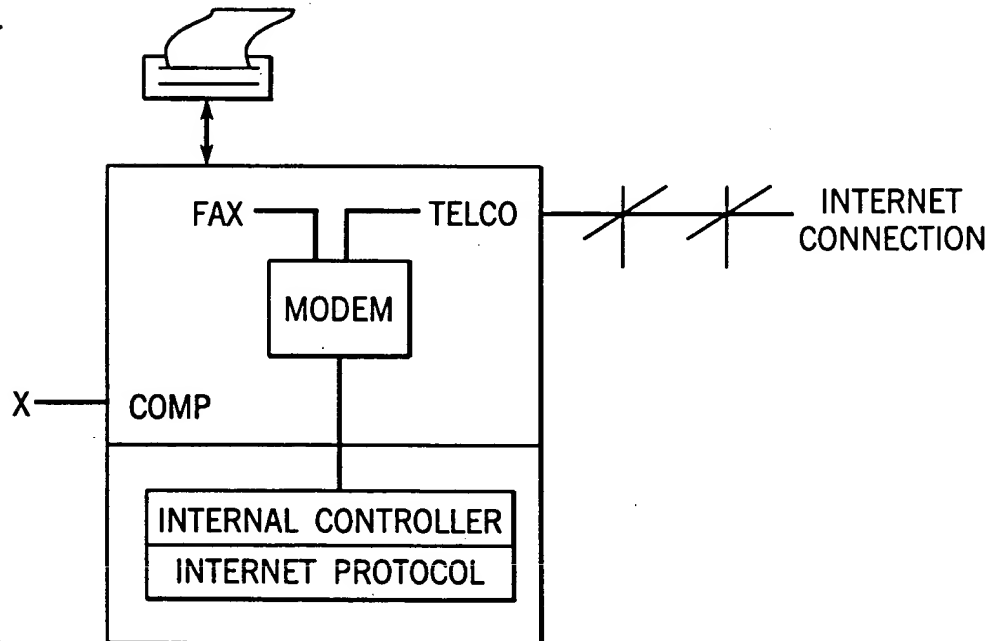 FAX
TELCO
INTERNET
CONNECTION
MODEM
X
COMP
INTERNAL CONTROLLER
INTERNET PROTOCOL